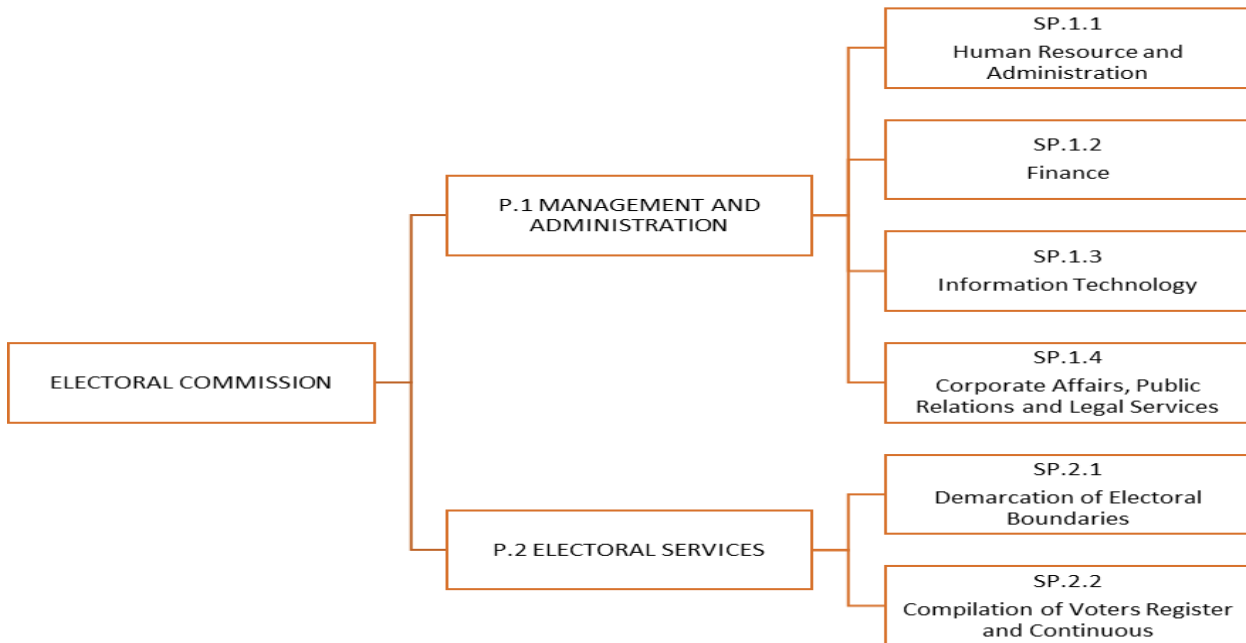 SP.1.1
Human Resource and
Administration
SP.1.2
Finance
P.1 MANAGEMENT AND
ADMINISTRATION
SP.1.3
Information Technology
ELECTORAL COMMISSION
SP.1.4
Corporate Affairs, Public
Relations and Legal Services
SP.2.1
Demarcation of Electoral
Boundaries
P.2 ELECTORAL SERVICES
SP.2.2
Compilation of Voters Register
and Continuous